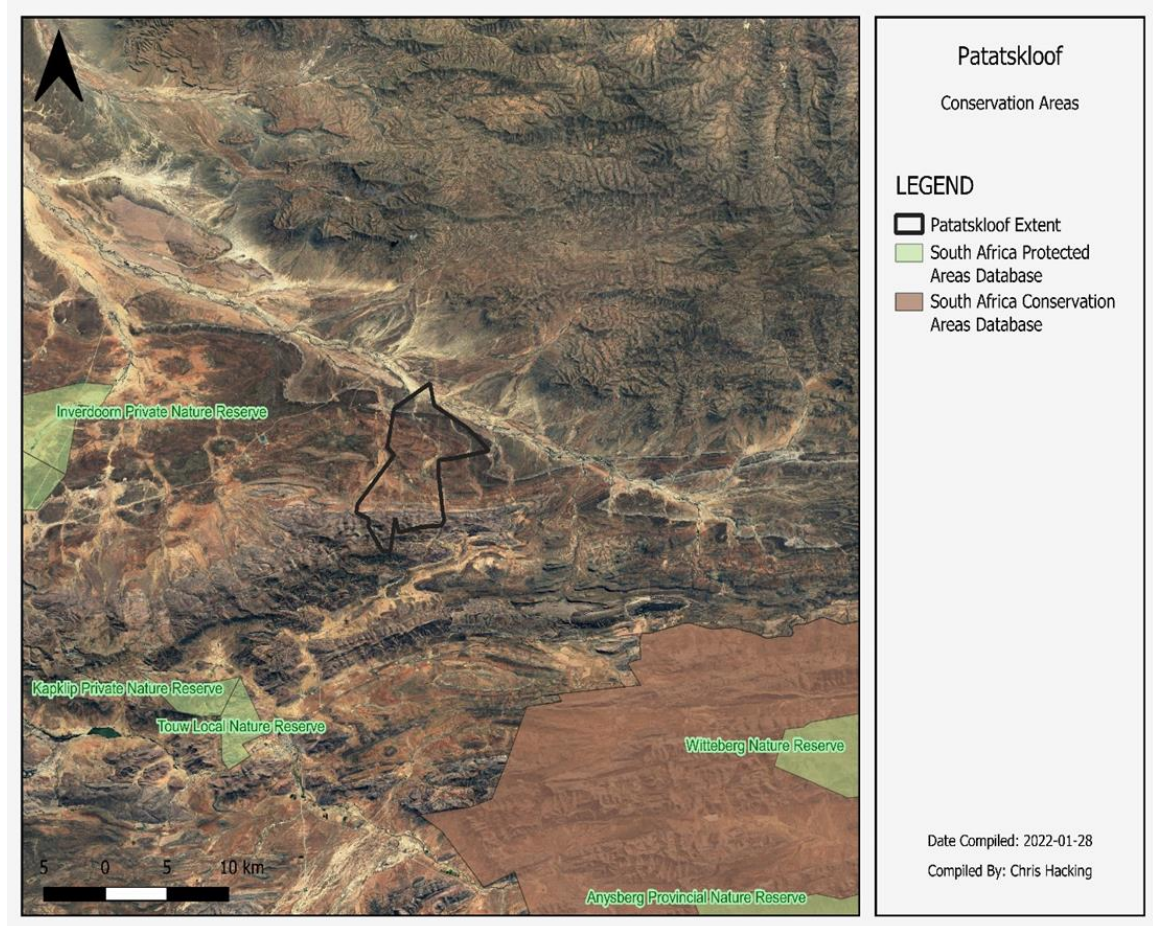 Patatskloof
Conservation Areas
LEGEND
Patatskloof Extent
South Africa Protected
Areas Database
South Africa Conservation
Areas Database
Inverdoorn Private Nature Reserve
Kapklip Private Nature Reserve
Touw Local Nature Reserve
Witteberg Nature Reserve
Anysberg Provincial Nature Reserve
5 0 5 10 km
Date Compiled: 2022-01-28
Compiled By: Chris Hacking